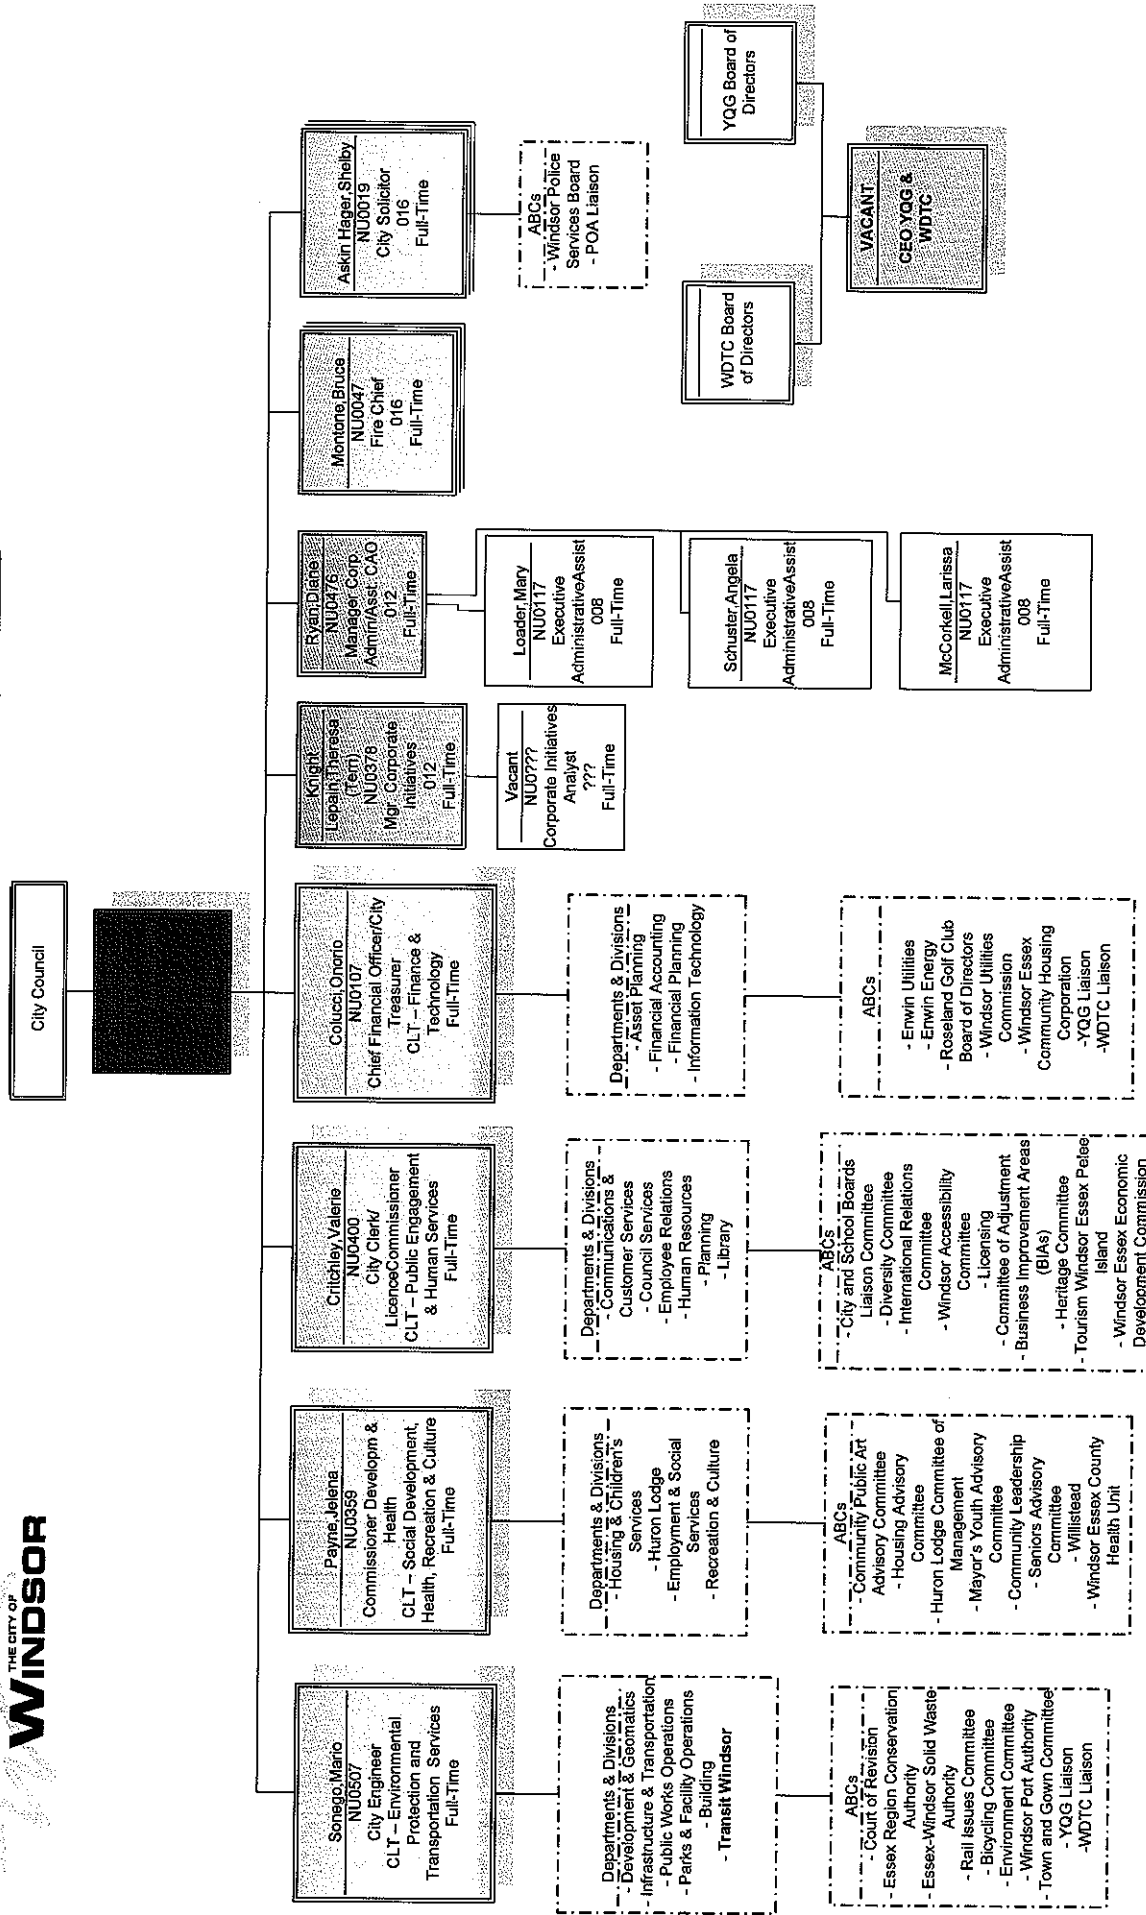 THE CITY OF
WINDSOR
City Council
Sonego,Mario
NU0507
City Engineer
CLT – Environmental
Protection and
Transportation Services
Full-Time
Departments & Divisions
- Development & Geomatics
- Infrastructure & Transportation
- Public Works Operations
- Parks & Facility Operations
- Building
- Transit Windsor
ABCs
- Court of Revision
- Essex Region Conservation
Authority
- Essex-Windsor Solid Waste
Authority
- Rail Issues Committee
- Bicycling Committee
- Environment Committee
- Windsor Port Authority
- Town and Gown Committee
- YQG Liaison
-WDTC Liaison
Payne,Jelena
NU0359
Commissioner Developm &
Health
CLT – Social Development,
Health, Recreation & Culture
Full-Time
Departments & Divisions
- Housing & Children's
Services
- Huron Lodge
- Employment & Social
Services
- Recreation & Culture
ABCs
- Community Public Art
Advisory Committee
- Housing Advisory
Committee
- Huron Lodge Committee of
Management
- Mayor's Youth Advisory
Committee
- Community Leadership
- Seniors Advisory
Committee
- Willistead
- Windsor Essex County
Health Unit
Critchley,Valerie
NU0400
City Clerk/
LicenceCommissioner
CLT – Public Engagement
& Human Services
Full-Time
Departments & Divisions
- Communications &
Customer Services
- Council Services
- Employee Relations
- Human Resources
- Planning
- Library
ABCs
- City and School Boards
Liaison Committee
- Diversity Committee
- International Relations
Committee
- Windsor Accessibility
Committee
- Licensing
- Committee of Adjustment
- Business Improvement Areas
(BIAs)
- Heritage Committee
- Tourism Windsor Essex Pelee
Island
- Windsor Essex Economic
Development Commission
Colucci,Onorio
NU0107
Chief Financial Officer/City
Treasurer
CLT – Finance &
Technology
Full-Time
Departments & Divisions
- Asset Planning
- Financial Accounting
- Financial Planning
- Information Technology
ABCs
- Enwin Utilities
- Enwin Energy
- Roseland Golf Club
Board of Directors
- Windsor Utilities
Commission
- Windsor Essex
Community Housing
Corporation
-YQG Liaison
-WDTC Liaison
Knight
Lepain,Theresa
(Terri)
NU0378
Mgr Corporate
Initiatives
012
Full-Time
Vacant
NU0???
Corporate Initiatives
Analyst
???
Full-Time
Ryan,Diane
NU0476
Manager Corp.
Admin/Asst. CAO
012
Full-Time
Loader,Mary
NU0117
Executive
AdministrativeAssist
008
Full-Time
Schuster,Angela
NU0117
Executive
AdministrativeAssist
008
Full-Time
McCorkell,Larissa
NU0117
Executive
AdministrativeAssist
008
Full-Time
Montone,Bruce
NU0047
Fire Chief
016
Full-Time
Askin Hager,Shelby
NU0019
City Solicitor
016
Full-Time
ABCs
- Windsor Police
Services Board
- POA Liaison
WDTC Board
of Directors
YQG Board of
Directors
VACANT
CEO YQG &
WDTC